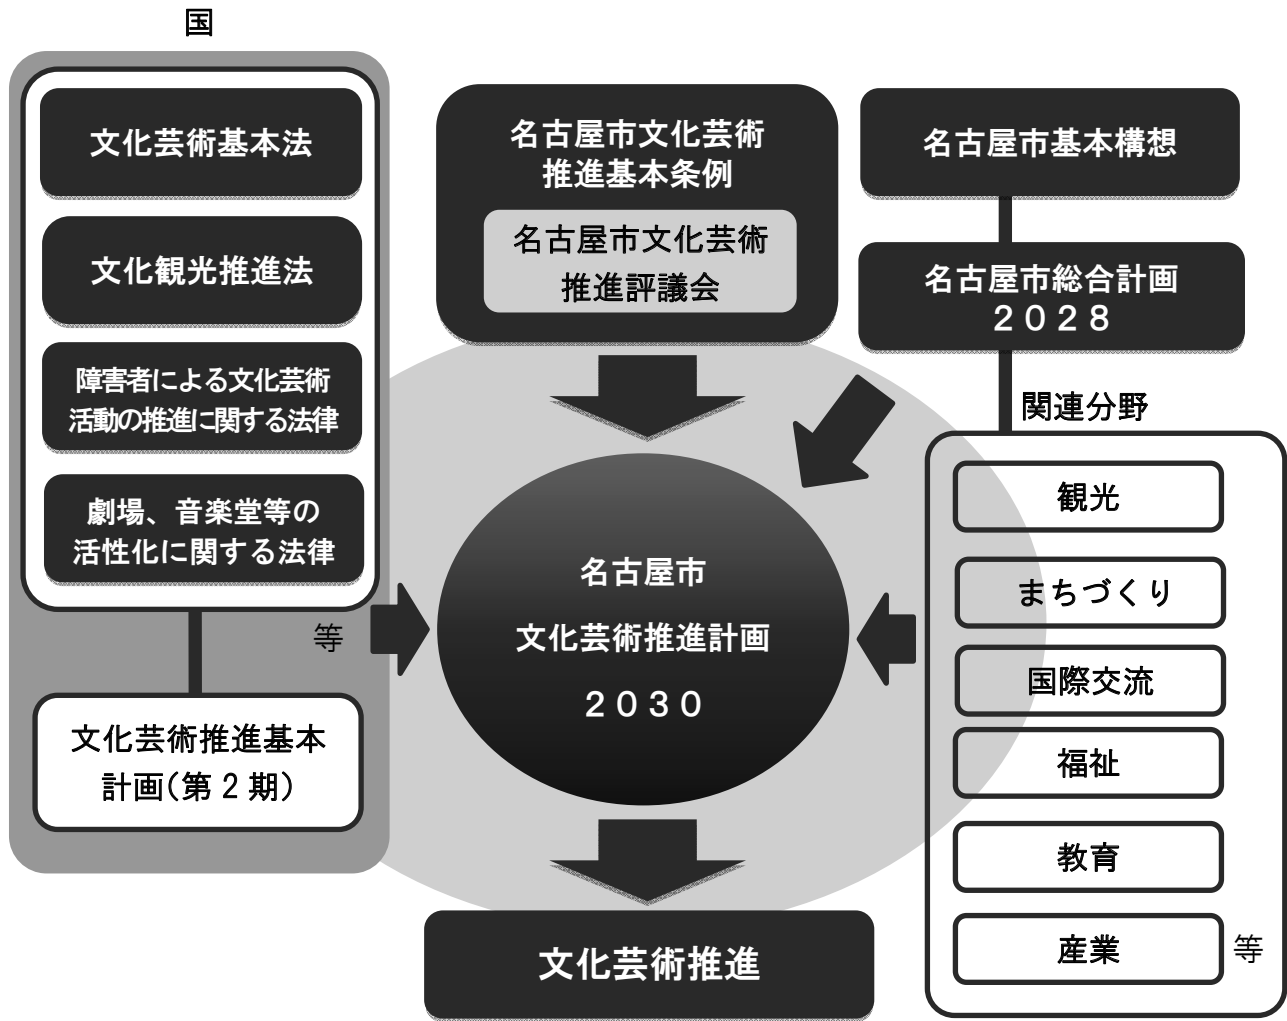 国
文化芸術基本法
文化観光推進法
障害者による文化芸術
活動の推進に関する法律
劇場、音楽堂等の
活性化に関する法律
等
文化芸術推進基本
計画(第2期)
名古屋市文化芸術
推進基本条例
名古屋市文化芸術
推進評議会
名古屋市
文化芸術推進計画
2030
文化芸術推進
名古屋市基本構想
名古屋市総合計画
2028
関連分野
観光
まちづくり
国際交流
福祉
教育
産業
等